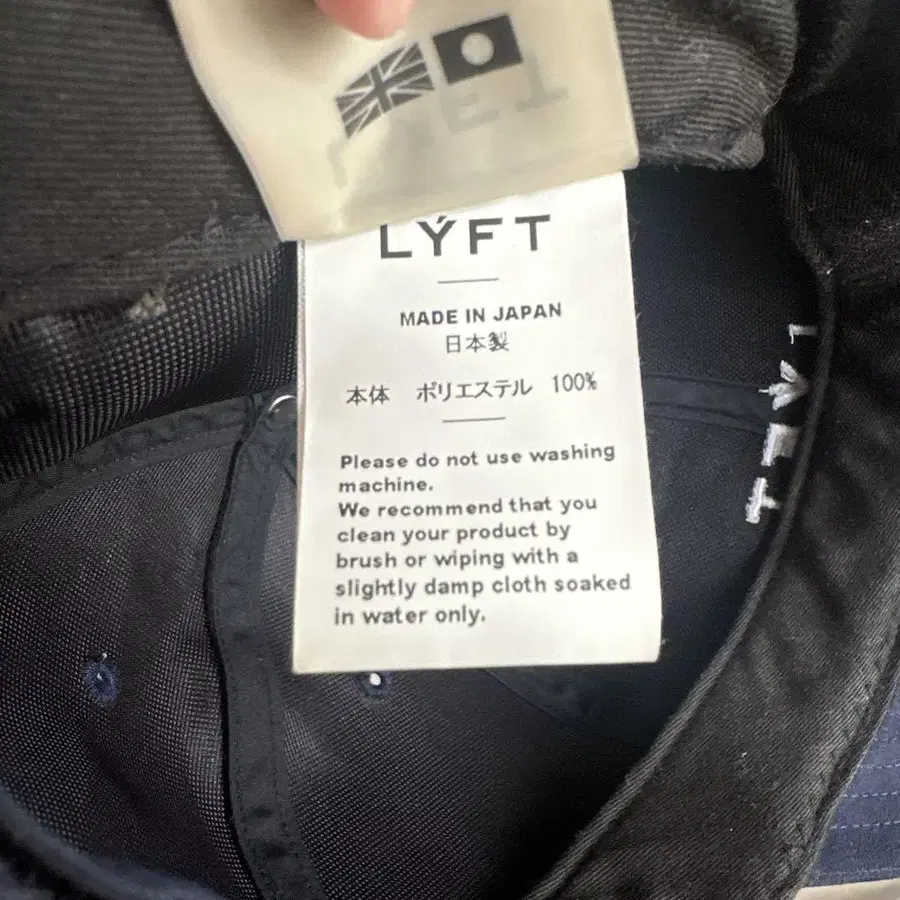 LÝFT
MADE IN JAPAN
日本製
本体 ポリエステル 100%
Please do not use washing
machine.
We recommend that you
clean your product by
brush or wiping with a
slightly damp cloth soaked
in water only.
LÝFT